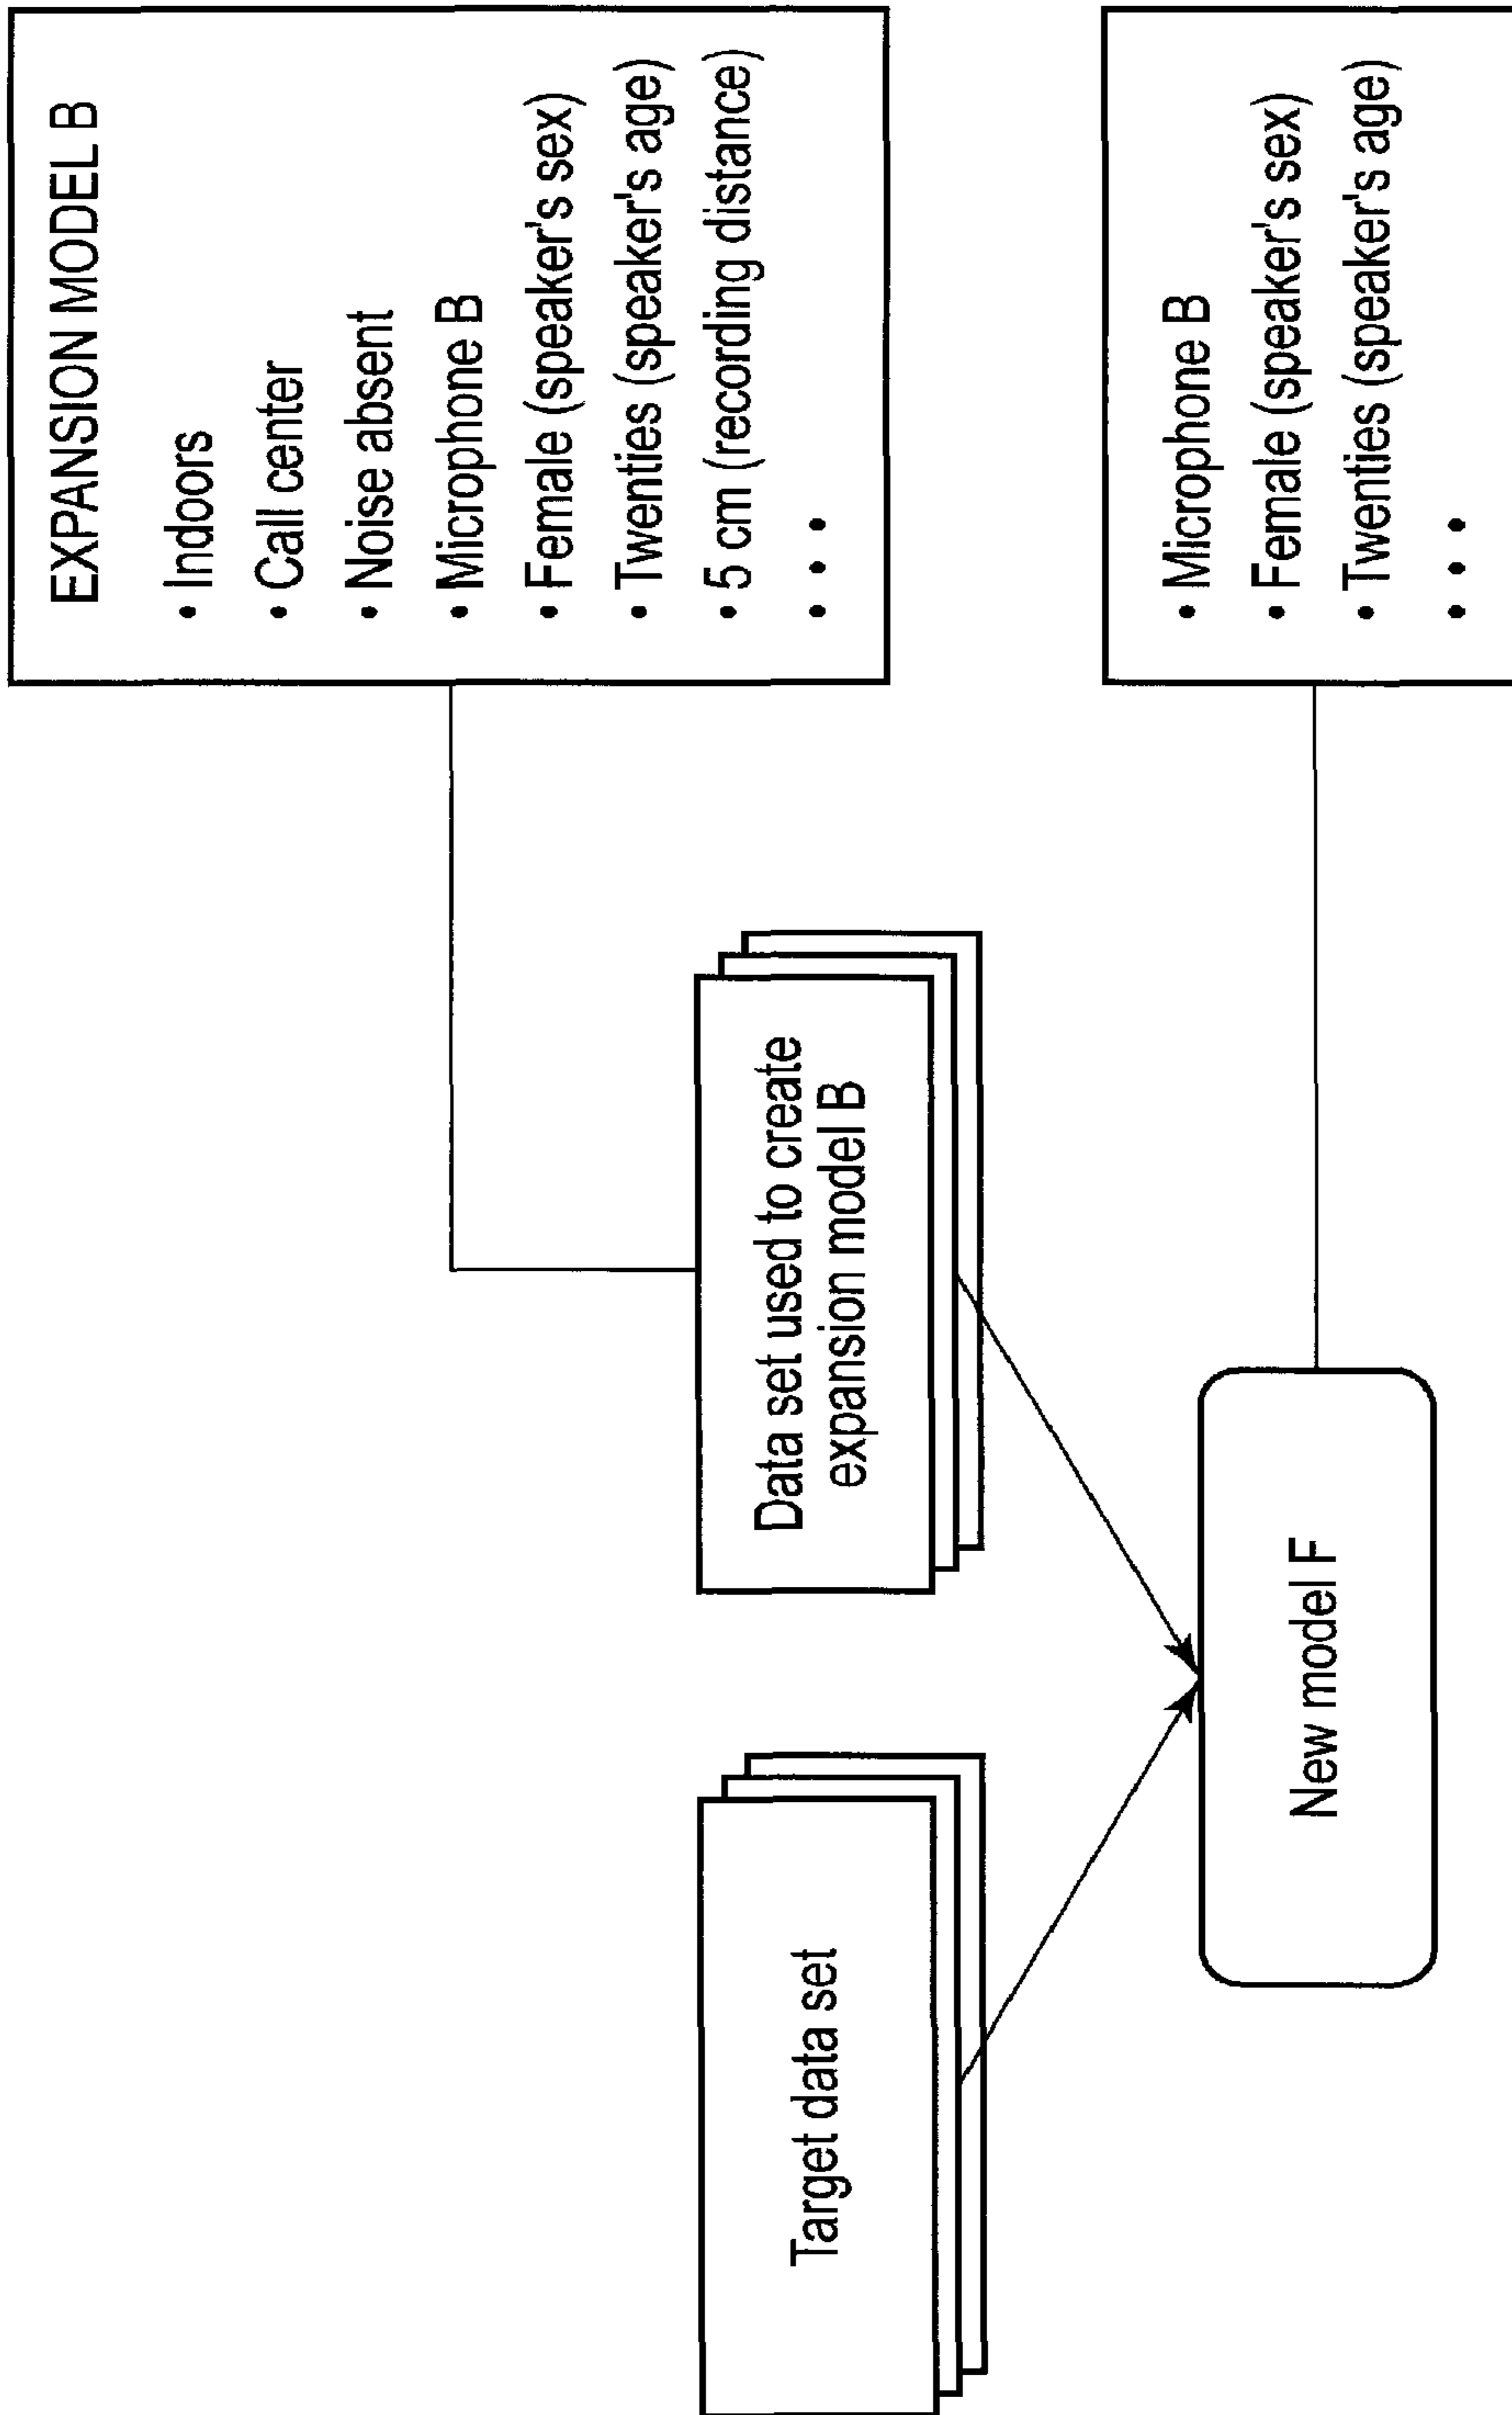 EXPANSION MODEL B
• Indoors
• Call center
• Noise absent
• Microphone B
• Female (speaker's sex)
• Twenties (speaker's age)
• 5 cm (recording distance)
• • •
Target data set
Data set used to create
expansion model B
New model F
• Microphone B
• Female (speaker's sex)
• Twenties (speaker's age)
• • •